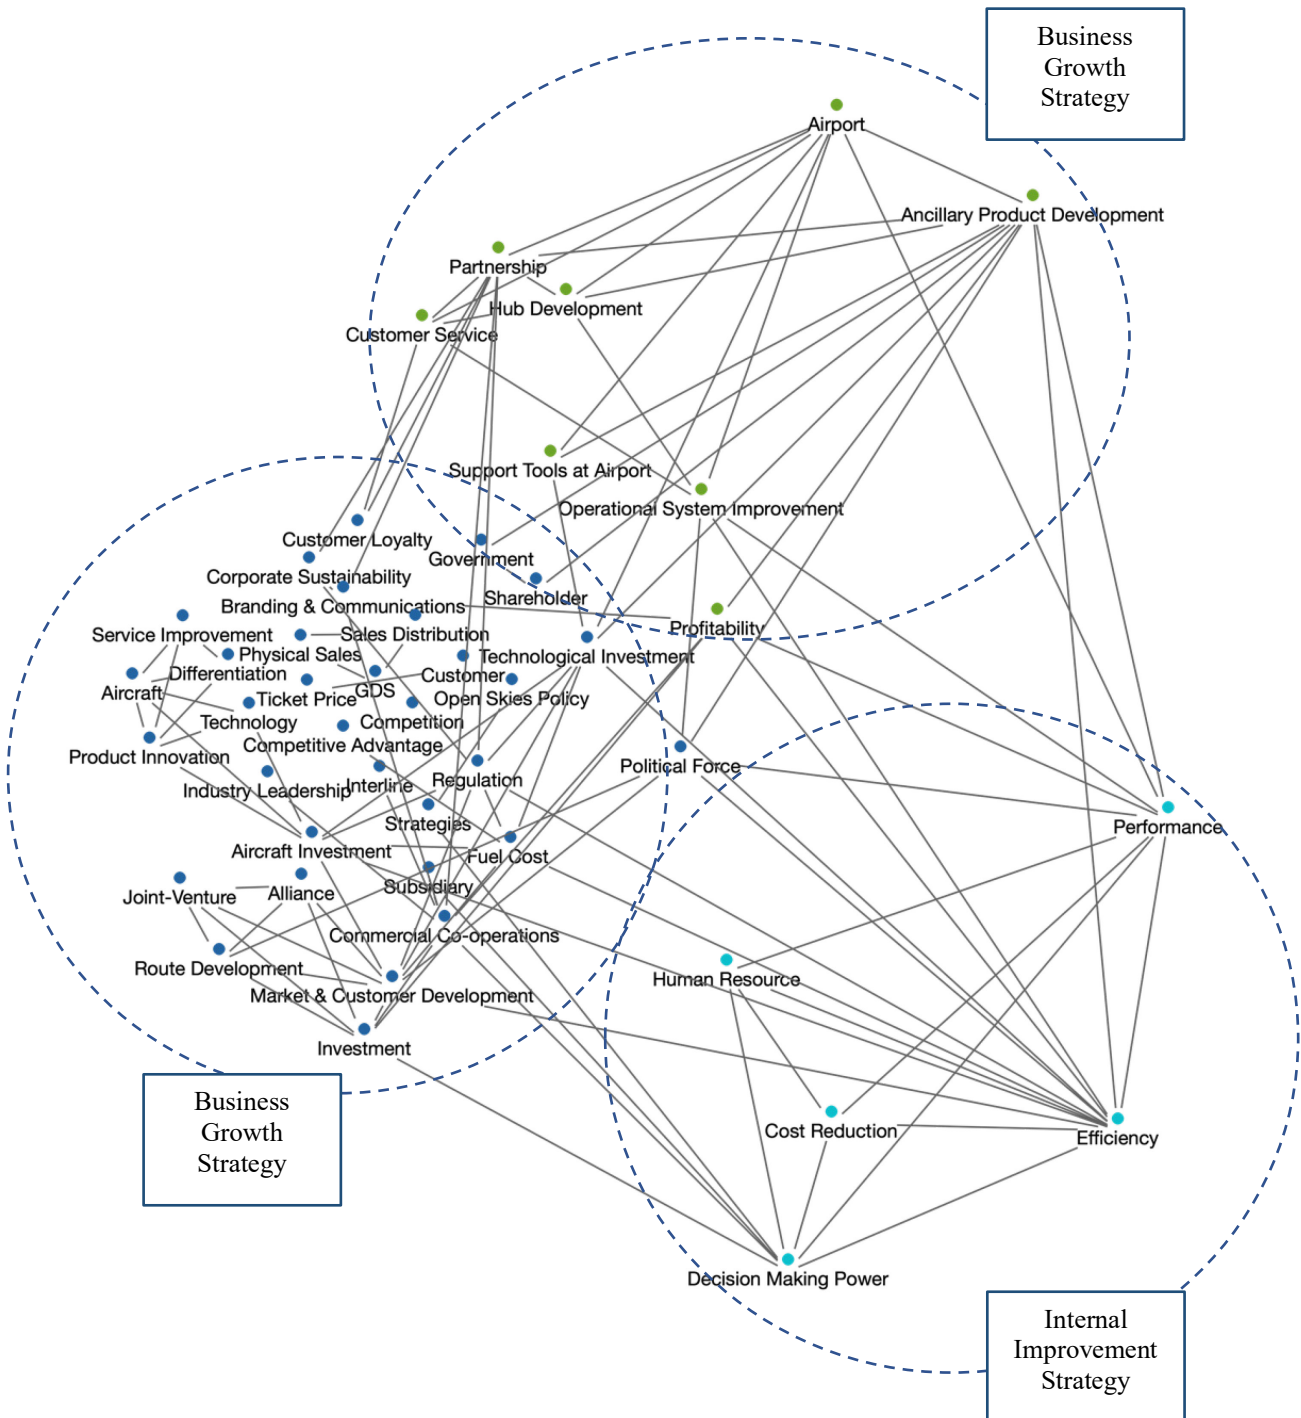 Business
Growth
Strategy
Airport
Ancillary Product Development
Partnership
Hub Development
Customer Service
Support Tools at Airport
Operational System Improvement
Customer Loyalty
Government
Corporate Sustainability
Shareholder
Branding & Communications
Profitability
Service Improvement
Sales Distribution
Physical Sales
Technological Investment
Differentiation
Customer
Aircraft
GDS
Ticket Price
Open Skies Policy
Technology
Competition
Competitive Advantage
Product Innovation
Political Force
Regulation
Interline
Industry Leadership
Strategies
Performance
Aircraft Investment
Fuel Cost
Subsidiary
Alliance
Joint-Venture
Commercial Co-operations
Route Development
Human Resource
Market & Customer Development
Investment
Business
Growth
Strategy
Cost Reduction
Efficiency
Decision Making Power
Internal
Improvement
Strategy